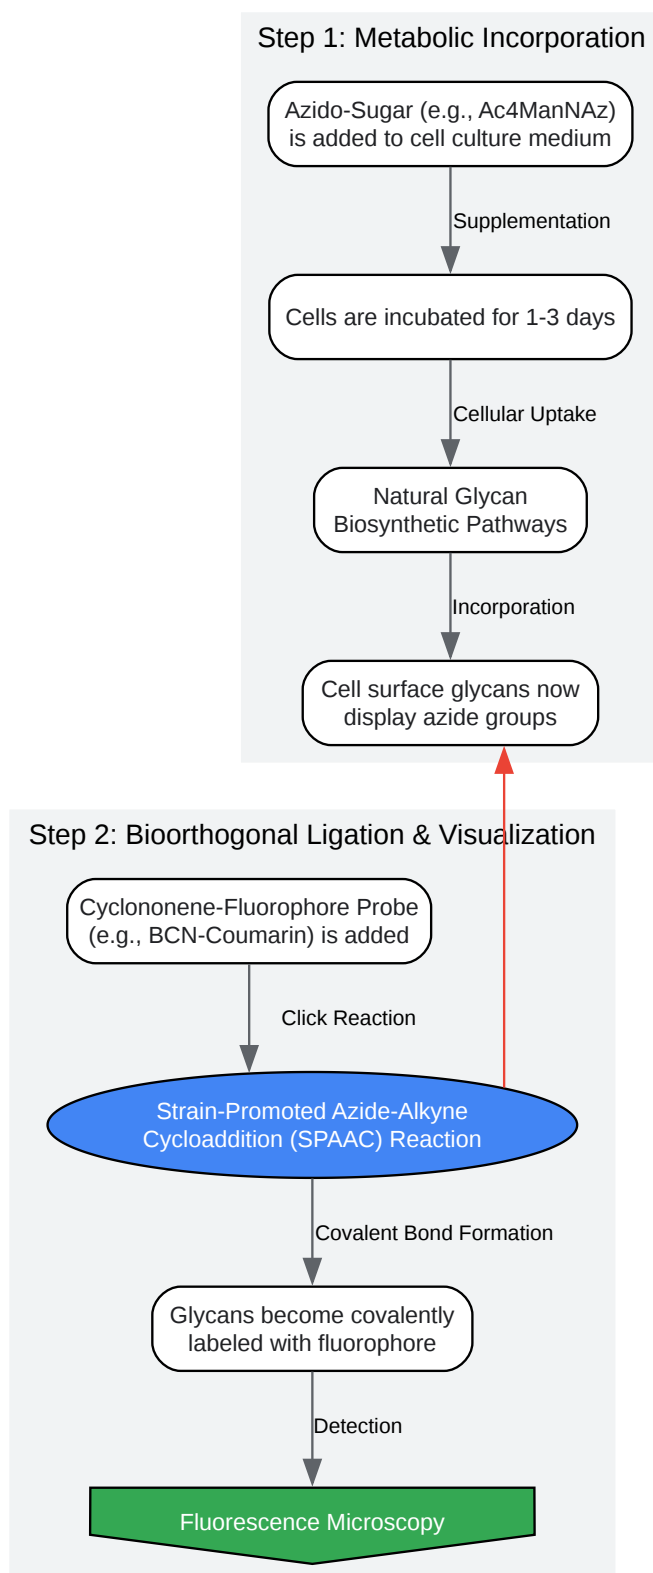 Step 1: Metabolic Incorporation
Azido-Sugar (e.g., Ac4ManNAz)
is added to cell culture medium
Supplementation
Cells are incubated for 1-3 days
Cellular Uptake
Natural Glycan
Biosynthetic Pathways
Incorporation
Cell surface glycans now
display azide groups
Step 2: Bioorthogonal Ligation & Visualization
Cyclononene-Fluorophore Probe
(e.g., BCN-Coumarin) is added
Click Reaction
Strain-Promoted Azide-Alkyne
Cycloaddition (SPAAC) Reaction
Covalent Bond Formation
Glycans become covalently
labeled with fluorophore
Detection
Fluorescence Microscopy